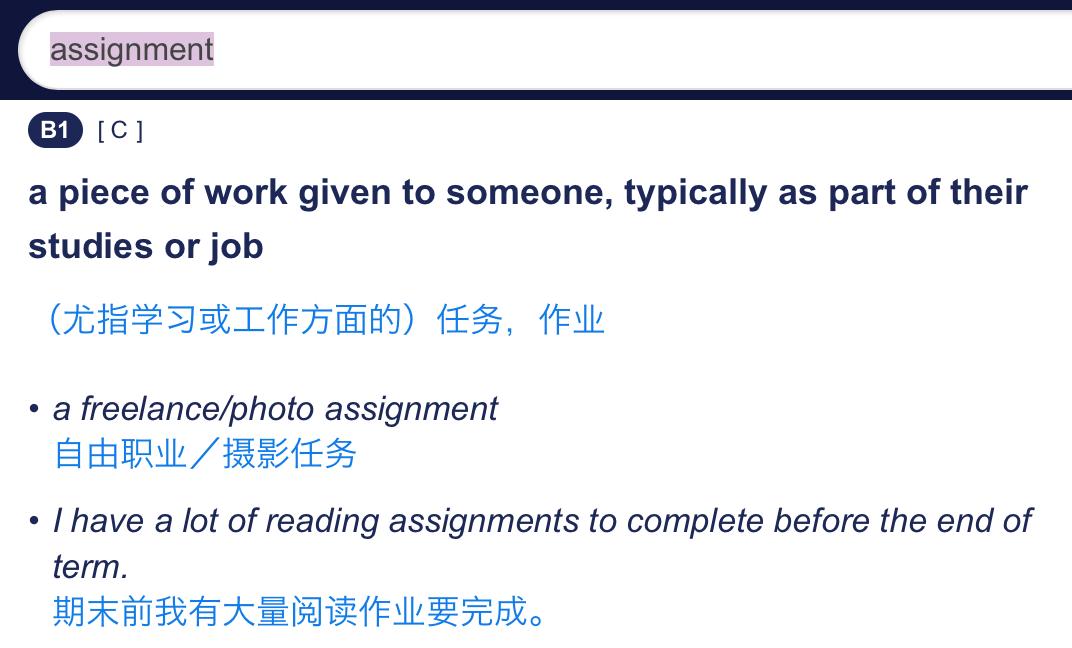 assignment
B1 [ C ]
a piece of work given to someone, typically as part of their
studies or job
（尤指学习或工作方面的）任务，作业
• a freelance/photo assignment
自由职业／摄影任务
• I have a lot of reading assignments to complete before the end of
term.
期末前我有大量阅读作业要完成。